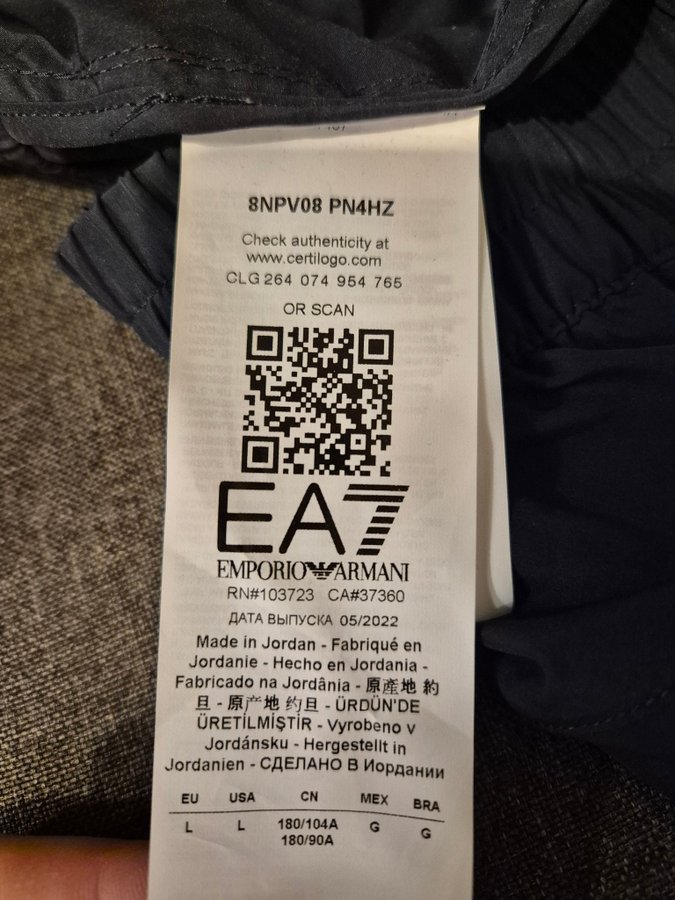 8NPV08 PN4HZ
Check authenticity at
www.certilogo.com
CLG 264 074 954 765
OR SCAN
EA7
EMPORIO ARMANI
RN#103723 CA#37360
ДАТА ВЫПУСКА 05/2022
Made in Jordan - Fabriqué en
Jordanie - Hecho en Jordania -
Fabricado na Jordânia - 原產地 約
旦 - 原产地 约旦 - ÜRDÜN'DE
ÜRETİLMİŞTİR - Vyrobeno v
Jordánsku - Hergestellt in
Jordanien - СДЕЛАНО В Иордании
EU USA CN MEX BRA
L L 180/104A G G
180/90A